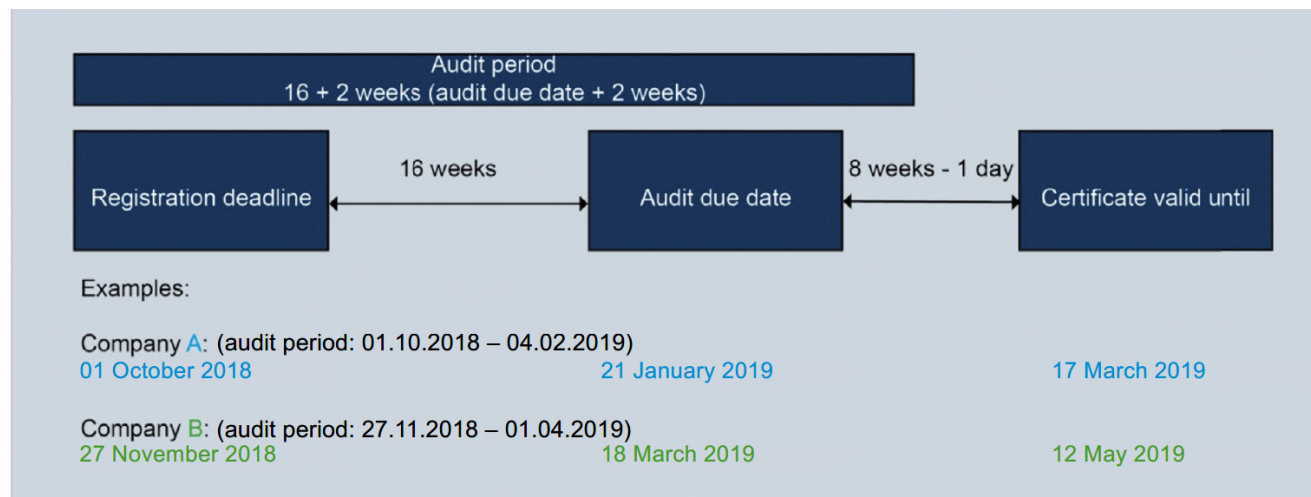 Audit period
16 + 2 weeks (audit due date + 2 weeks)
Registration deadline
16 weeks
Audit due date
8 weeks - 1 day
Certificate valid until
Examples:
Company A: (audit period: 01.10.2018 – 04.02.2019)
01 October 2018 21 January 2019 17 March 2019
Company B: (audit period: 27.11.2018 – 01.04.2019)
27 November 2018 18 March 2019 12 May 2019